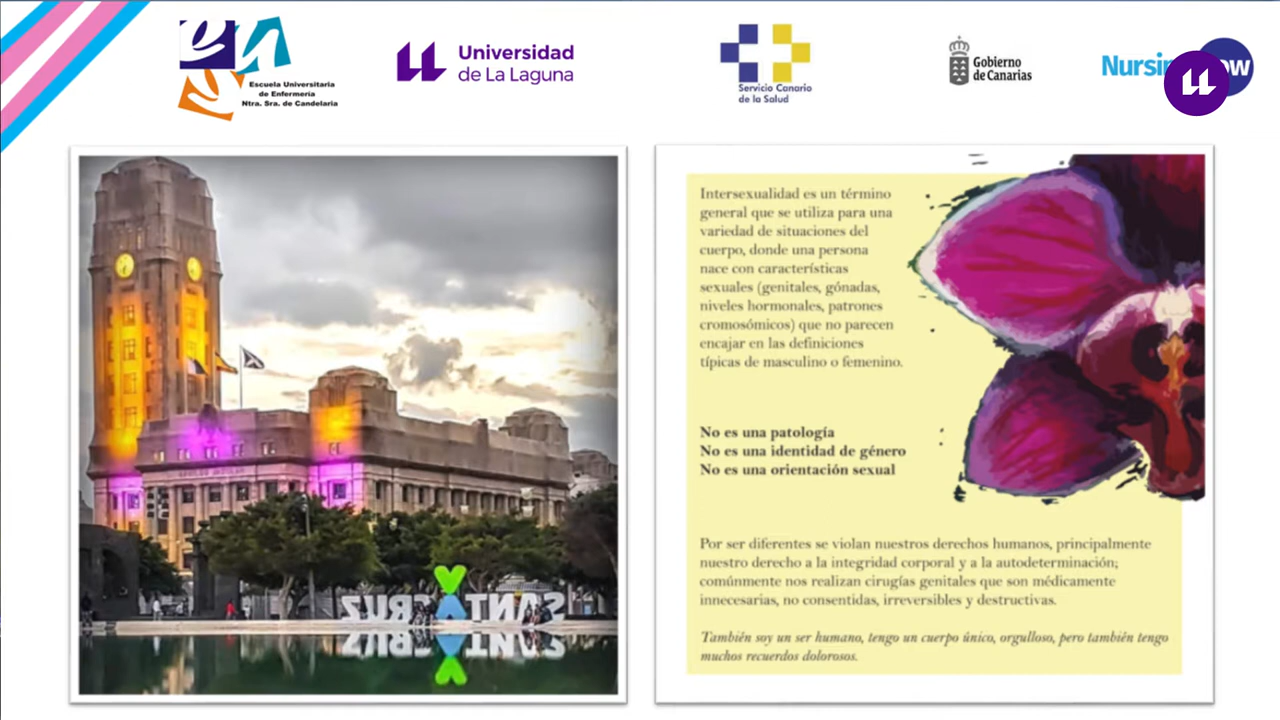 Escuela Universitaria
de Enfermería
Ntra. Sra. de Candelaria
Universidad
de La Laguna
Servicio Canario
de la Salud
Gobierno
de Canarias
SANTA CRUZ
Intersexualidad es un término
general que se utiliza para una
variedad de situaciones del
cuerpo, donde una persona
nace con características
sexuales (genitales, gónadas,
niveles hormonales, patrones
cromosómicos) que no parecen
encajar en las definiciones
típicas de masculino o femenino.
No es una patología
No es una identidad de género
No es una orientación sexual
Por ser diferentes se violan nuestros derechos humanos, principalmente
nuestro derecho a la integridad corporal y a la autodeterminación;
comúnmente nos realizan cirugías genitales que son médicamente
innecesarias, no consentidas, irreversibles y destructivas.
También soy un ser humano, tengo un cuerpo único, orgulloso, pero también tengo
muchos recuerdos dolorosos.